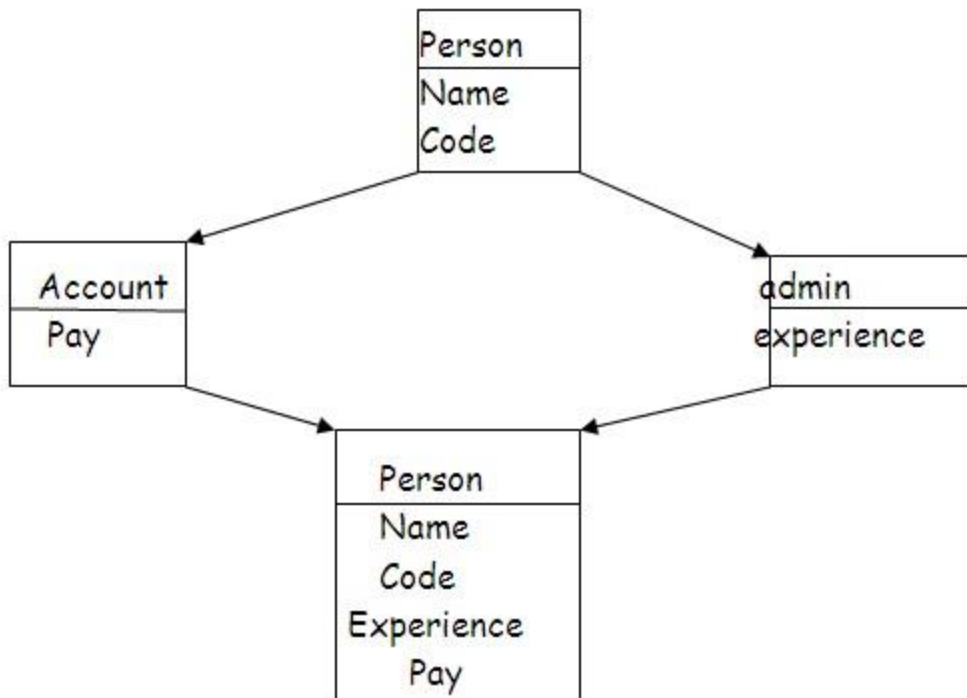 Person
Name
Code
Account
Pay
admin
experience
Person
Name
Code
Experience
Pay